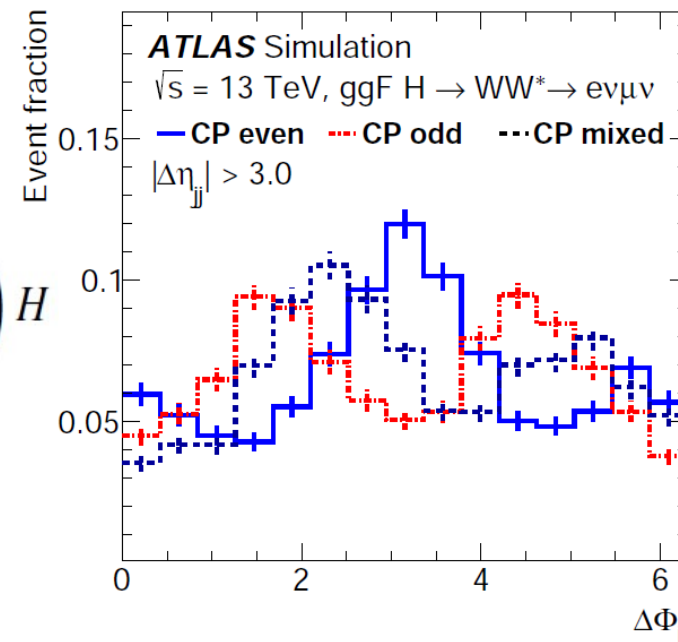 Event fraction
ATLAS Simulation
√s = 13 TeV, ggF H → WW*→ eνμν
CP even CP odd CP mixed
|Δηjj| > 3.0
0.15
0.1
0.05
H
0 2 4 6
ΔΦ